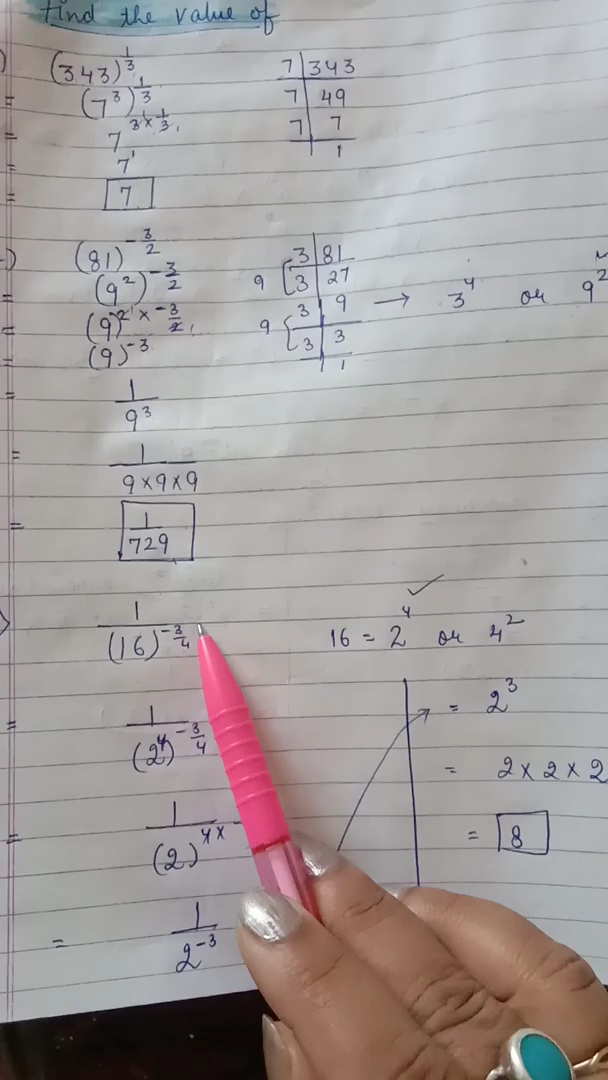 Find the value of
(343)^1/3
= (7^3)^1/3
= 7^3×1/3
= 7^1
= 7
7 | 343
7 | 49
7 | 7
| 1
(81)^-3/2
= (9^2)^-3/2
= (9)^2×-3/2
(9)^-3
= 1/9^3
= 1/9×9×9
= 1/729
3 | 81
9 [ 3 | 27
3 | 9 → 3^4 or 9^2 ✓
9 [ 3 | 3
| 1
1/(16)^-3/4
= 1/(2^4)^-3/4
= 1/(2)^4×-
= 1/2^-3
✓
16 = 2^4 or 4^2
= 2^3
= 2×2×2
= 8